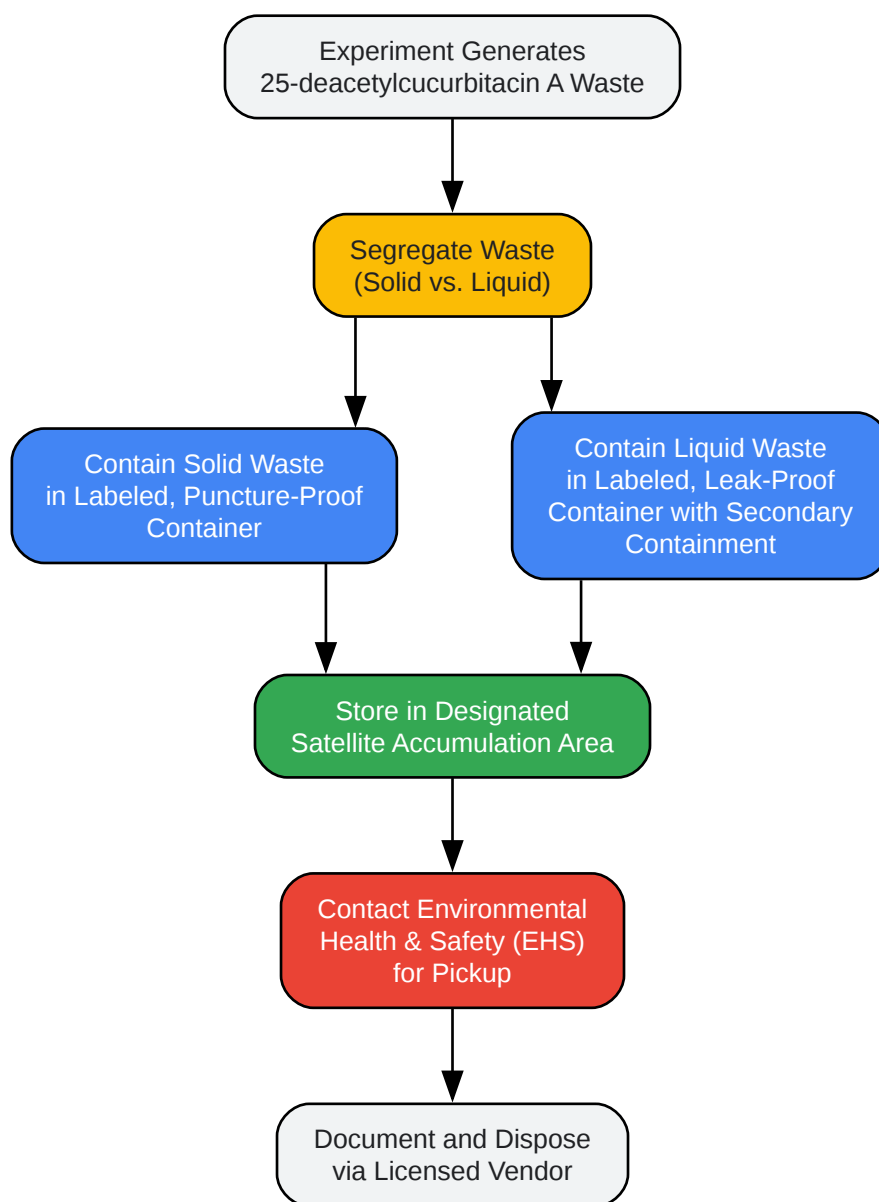 Experiment Generates
25-deacetylcucurbitacin A Waste
Segregate Waste
(Solid vs. Liquid)
Contain Solid Waste
in Labeled, Puncture-Proof
Container
Contain Liquid Waste
in Labeled, Leak-Proof
Container with Secondary
Containment
Store in Designated
Satellite Accumulation Area
Contact Environmental
Health & Safety (EHS)
for Pickup
Document and Dispose
via Licensed Vendor